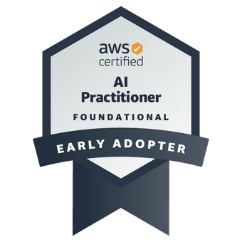 aws
certified
AI
Practitioner
FOUNDATIONAL
EARLY ADOPTER